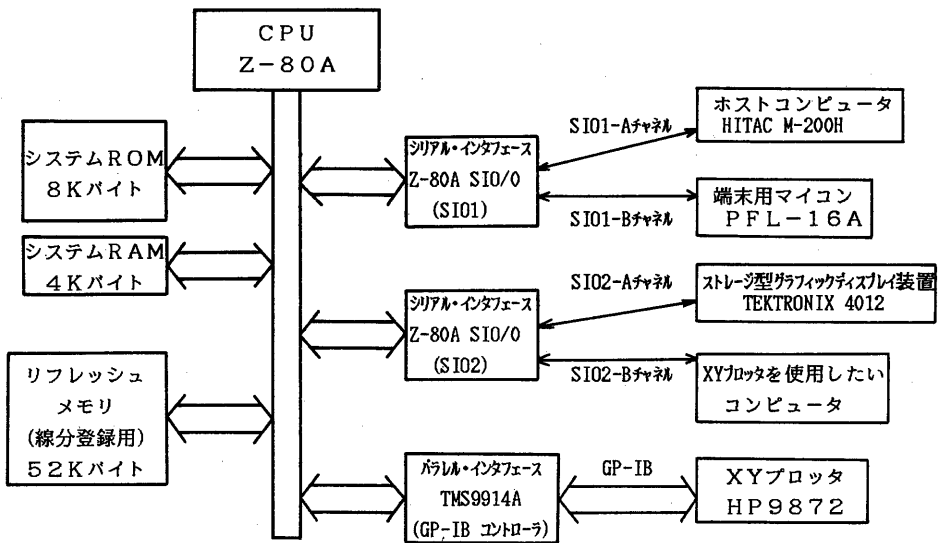 CPU
Z-80A
システムROM
8Kバイト
システムRAM
4Kバイト
リフレッシュ
メモリ
(線分登録用)
52Kバイト
シリアル・インタフェース
Z-80A SIO/0
(SIO1)
SIO1-Aチャネル
SIO1-Bチャネル
ホストコンピュータ
HITAC M-200H
端末用マイコン
PFL-16A
シリアル・インタフェース
Z-80A SIO/0
(SIO2)
SIO2-Aチャネル
SIO2-Bチャネル
ストレージ型グラフィックディスプレイ装置
TEKTRONIX 4012
XYプロッタを使用したい
コンピュータ
パラレル・インタフェース
TMS9914A
(GP-IB コントローラ)
GP-IB
XYプロッタ
HP9872